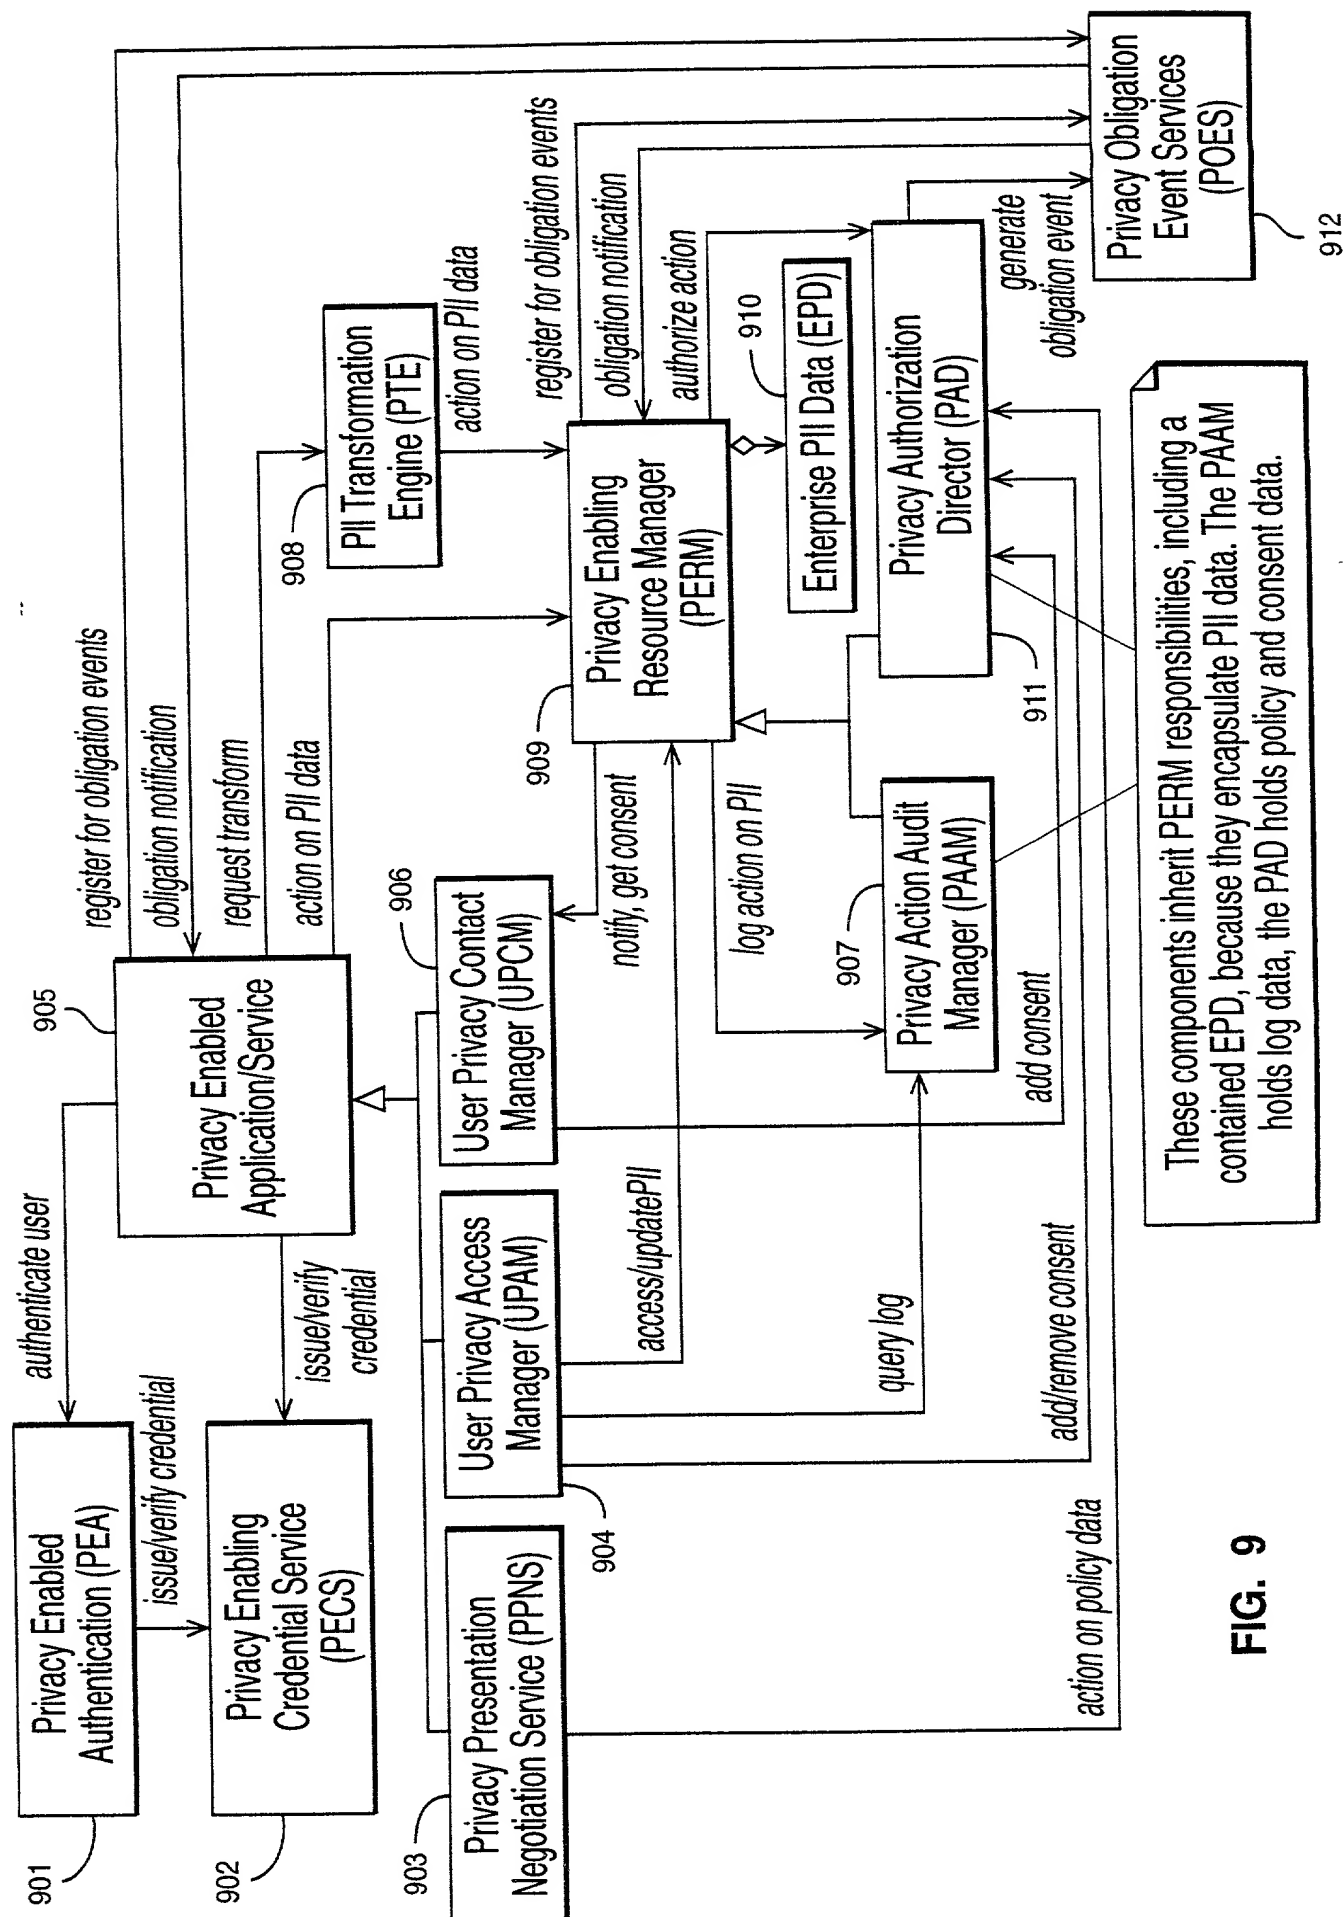 901
Privacy Enabled
Authentication (PEA)
authenticate user
issue/verify credential
902
Privacy Enabling
Credential Service
(PECS)
issue/verify
credential
905
Privacy Enabled
Application/Service
register for obligation events
obligation notification
request transform
action on PII data
908
PII Transformation
Engine (PTE)
action on PII data
903
Privacy Presentation
Negotiation Service (PPNS)
904
User Privacy Access
Manager (UPAM)
906
User Privacy Contact
Manager (UPCM)
909
Privacy Enabling
Resource Manager
(PERM)
register for obligation events
obligation notification
authorize action
notify, get consent
access/updatePII
log action on PII
910
Enterprise PII Data (EPD)
query log
907
Privacy Action Audit
Manager (PAAM)
911
Privacy Authorization
Director (PAD)
generate
obligation event
Privacy Obligation
Event Services
(POES)
912
add consent
add/remove consent
action on policy data
These components inherit PERM responsibilities, including a
contained EPD, because they encapsulate PII data. The PAAM
holds log data, the PAD holds policy and consent data.
FIG. 9